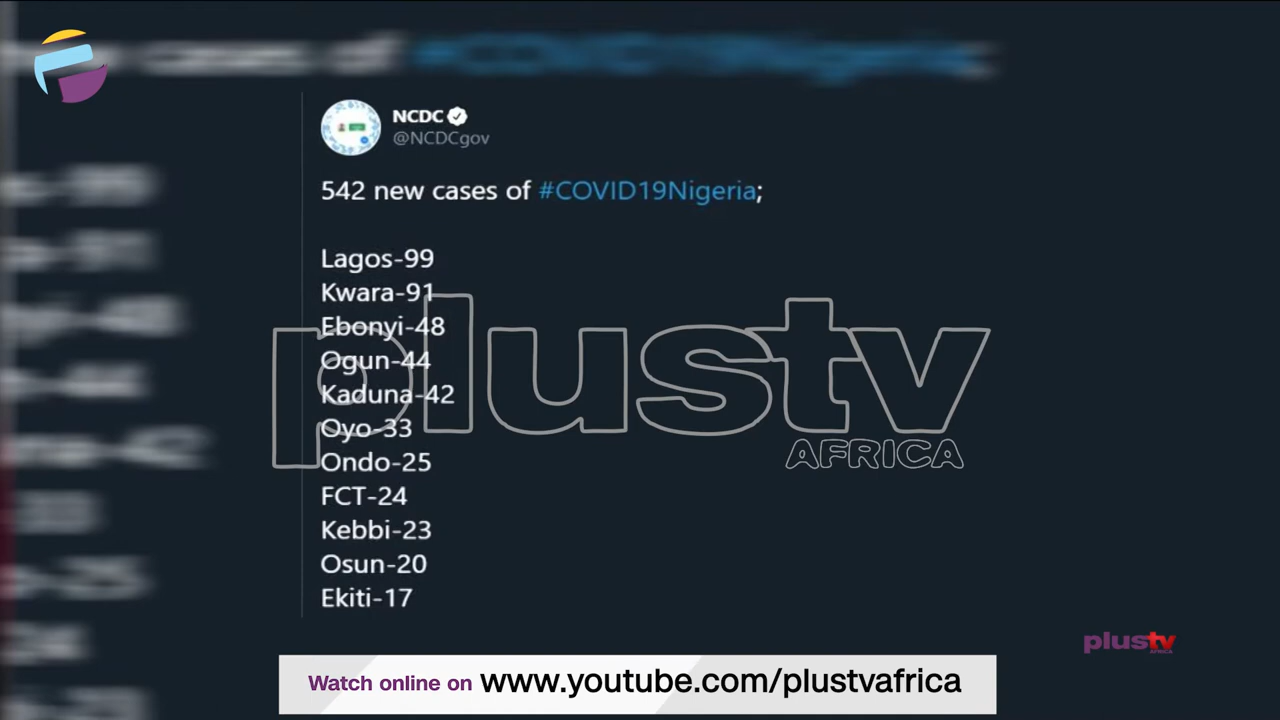 NCDC
@NCDCgov
542 new cases of #COVID19Nigeria;
Lagos-99
Kwara-91
Ebonyi-48
Ogun-44
Kaduna-42
Oyo-33
Ondo-25
FCT-24
Kebbi-23
Osun-20
Ekiti-17
plustv
AFRICA
plustv
AFRICA
Watch online on www.youtube.com/plustvafrica